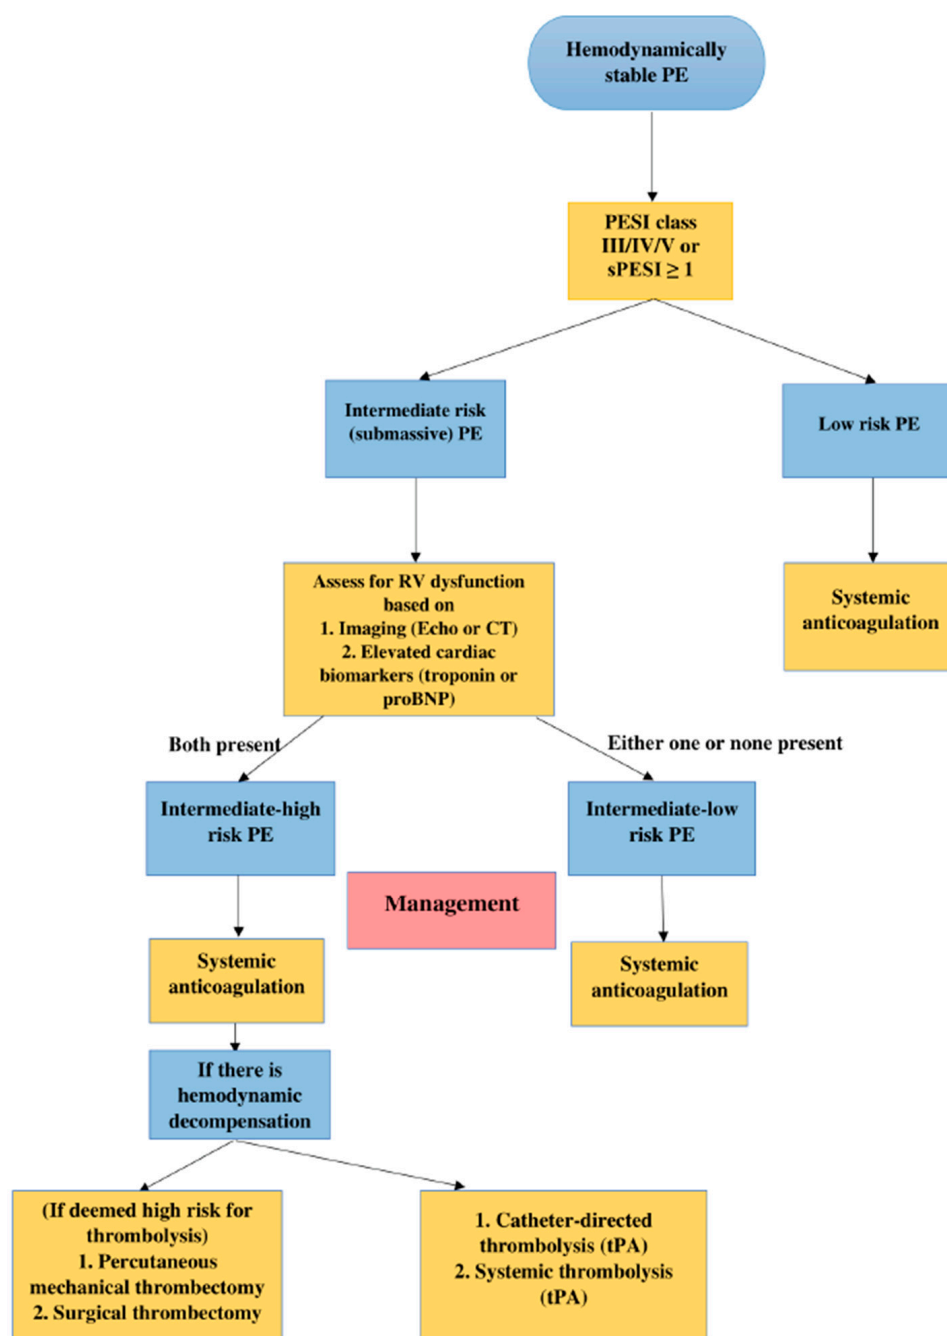 Hemodynamically
stable PE
PESI class
III/IV/V or
sPESI ≥ 1
Intermediate risk
(submassive) PE
Low risk PE
Assess for RV dysfunction
based on
1. Imaging (Echo or CT)
2. Elevated cardiac
biomarkers (troponin or
proBNP)
Systemic
anticoagulation
Both present
Either one or none present
Intermediate-high
risk PE
Intermediate-low
risk PE
Management
Systemic
anticoagulation
Systemic
anticoagulation
If there is
hemodynamic
decompensation
(If deemed high risk for
thrombolysis)
1. Percutaneous
mechanical thrombectomy
2. Surgical thrombectomy
1. Catheter-directed
thrombolysis (tPA)
2. Systemic thrombolysis
(tPA)